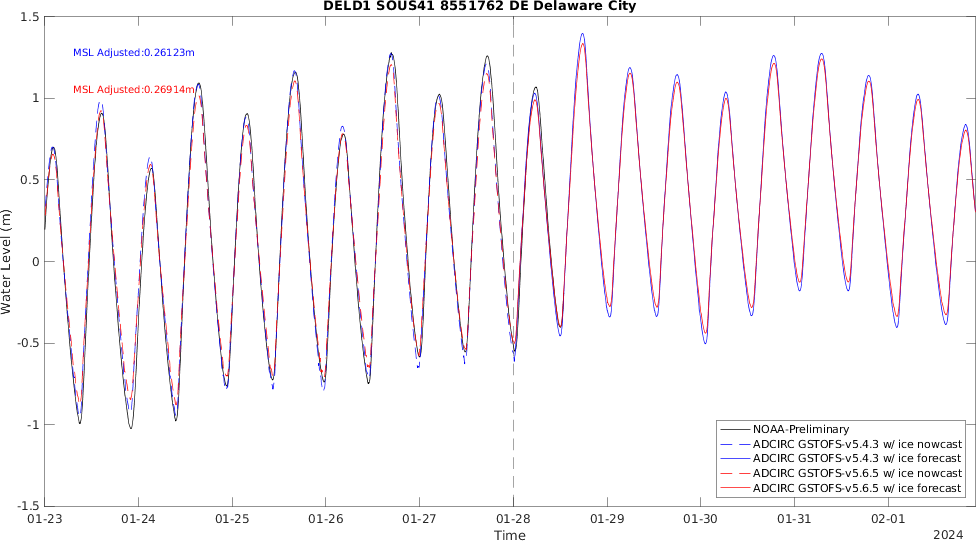 DELD1 SOUS41 8551762 DE Delaware City
1.5
1
0.5
0
-0.5
-1
-1.5
Water Level (m)
MSL Adjusted:0.26123m
MSL Adjusted:0.26914m
NOAA-Preliminary
ADCIRC GSTOFS-v5.4.3 w/ ice nowcast
ADCIRC GSTOFS-v5.4.3 w/ ice forecast
ADCIRC GSTOFS-v5.6.5 w/ ice nowcast
ADCIRC GSTOFS-v5.6.5 w/ ice forecast
01-23 01-24 01-25 01-26 01-27 01-28 01-29 01-30 01-31 02-01
Time
2024